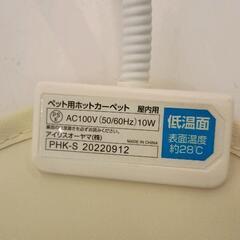 ペット用ホットカーペット 屋内用
AC100V (50/60Hz) 10W
アイリスオーヤマ(株)
MADE IN CHINA
PHK-S 20220912
低温面
表面温度
約28℃